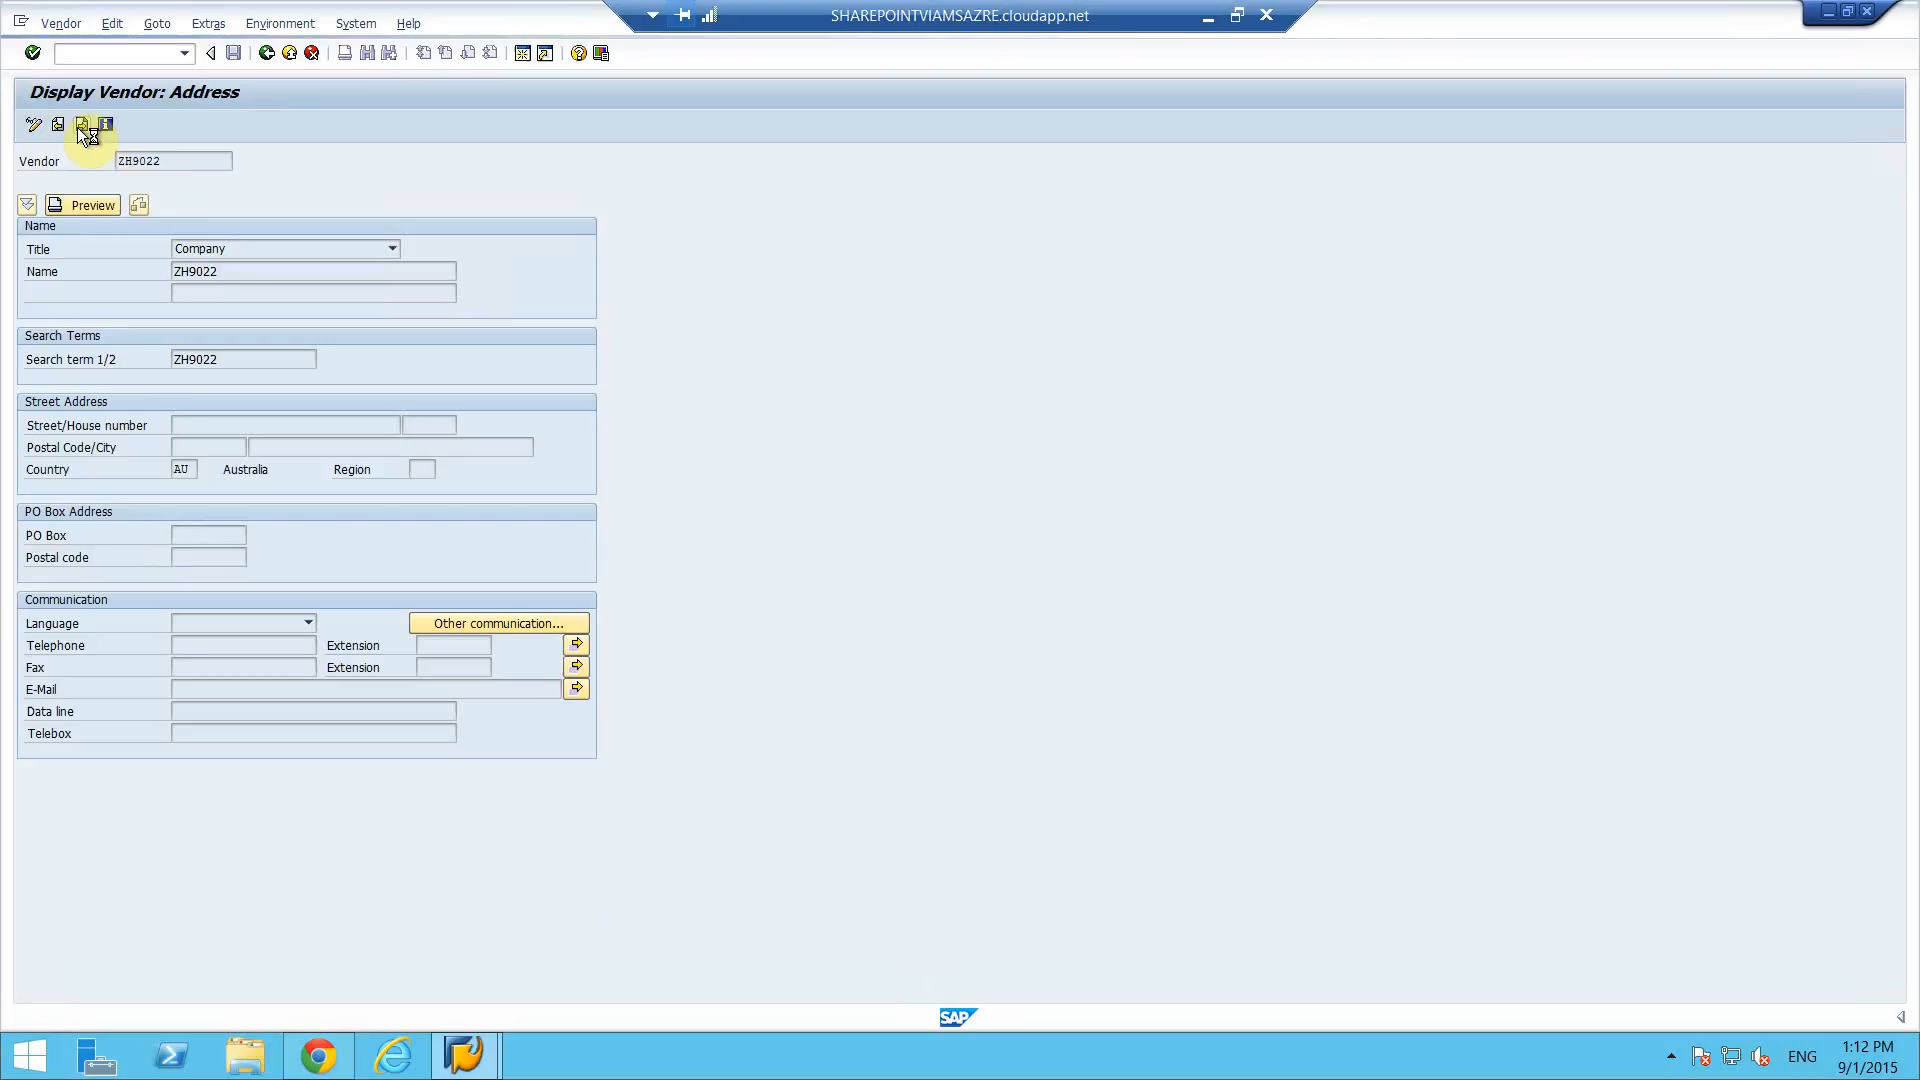 SHAREPOINTVIAMSAZRE.cloudapp.net
Vendor Edit Goto Extras Environment System Help
Display Vendor: Address
Vendor ZH9022
Preview
Name
Title Company
Name ZH9022
Search Terms
Search term 1/2 ZH9022
Street Address
Street/House number
Postal Code/City
Country AU Australia Region
PO Box Address
PO Box
Postal code
Communication
Language Other communication...
Telephone Extension
Fax Extension
E-Mail
Data line
Telebox
SAP
ENG 1:12 PM
9/1/2015